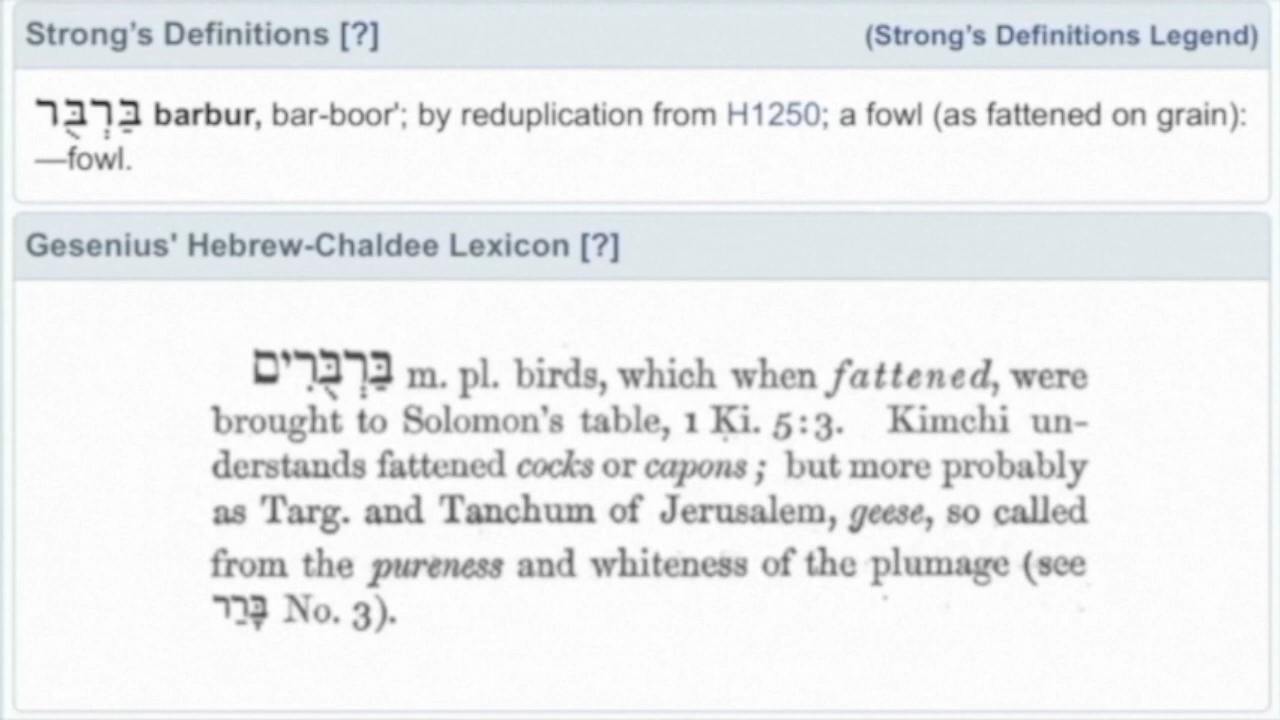 Strong's Definitions [?] (Strong's Definitions Legend)
בַּרְבֻּר barbur, bar-boor'; by reduplication from H1250; a fowl (as fattened on grain):
—fowl.
Gesenius' Hebrew-Chaldee Lexicon [?]
בַּרְבֻּרִים m. pl. birds, which when fattened, were
brought to Solomon's table, 1 Ki. 5:3. Kimchi un-
derstands fattened cocks or capons; but more probably
as Targ. and Tanchum of Jerusalem, geese, so called
from the pureness and whiteness of the plumage (see
בָּרַר No. 3).